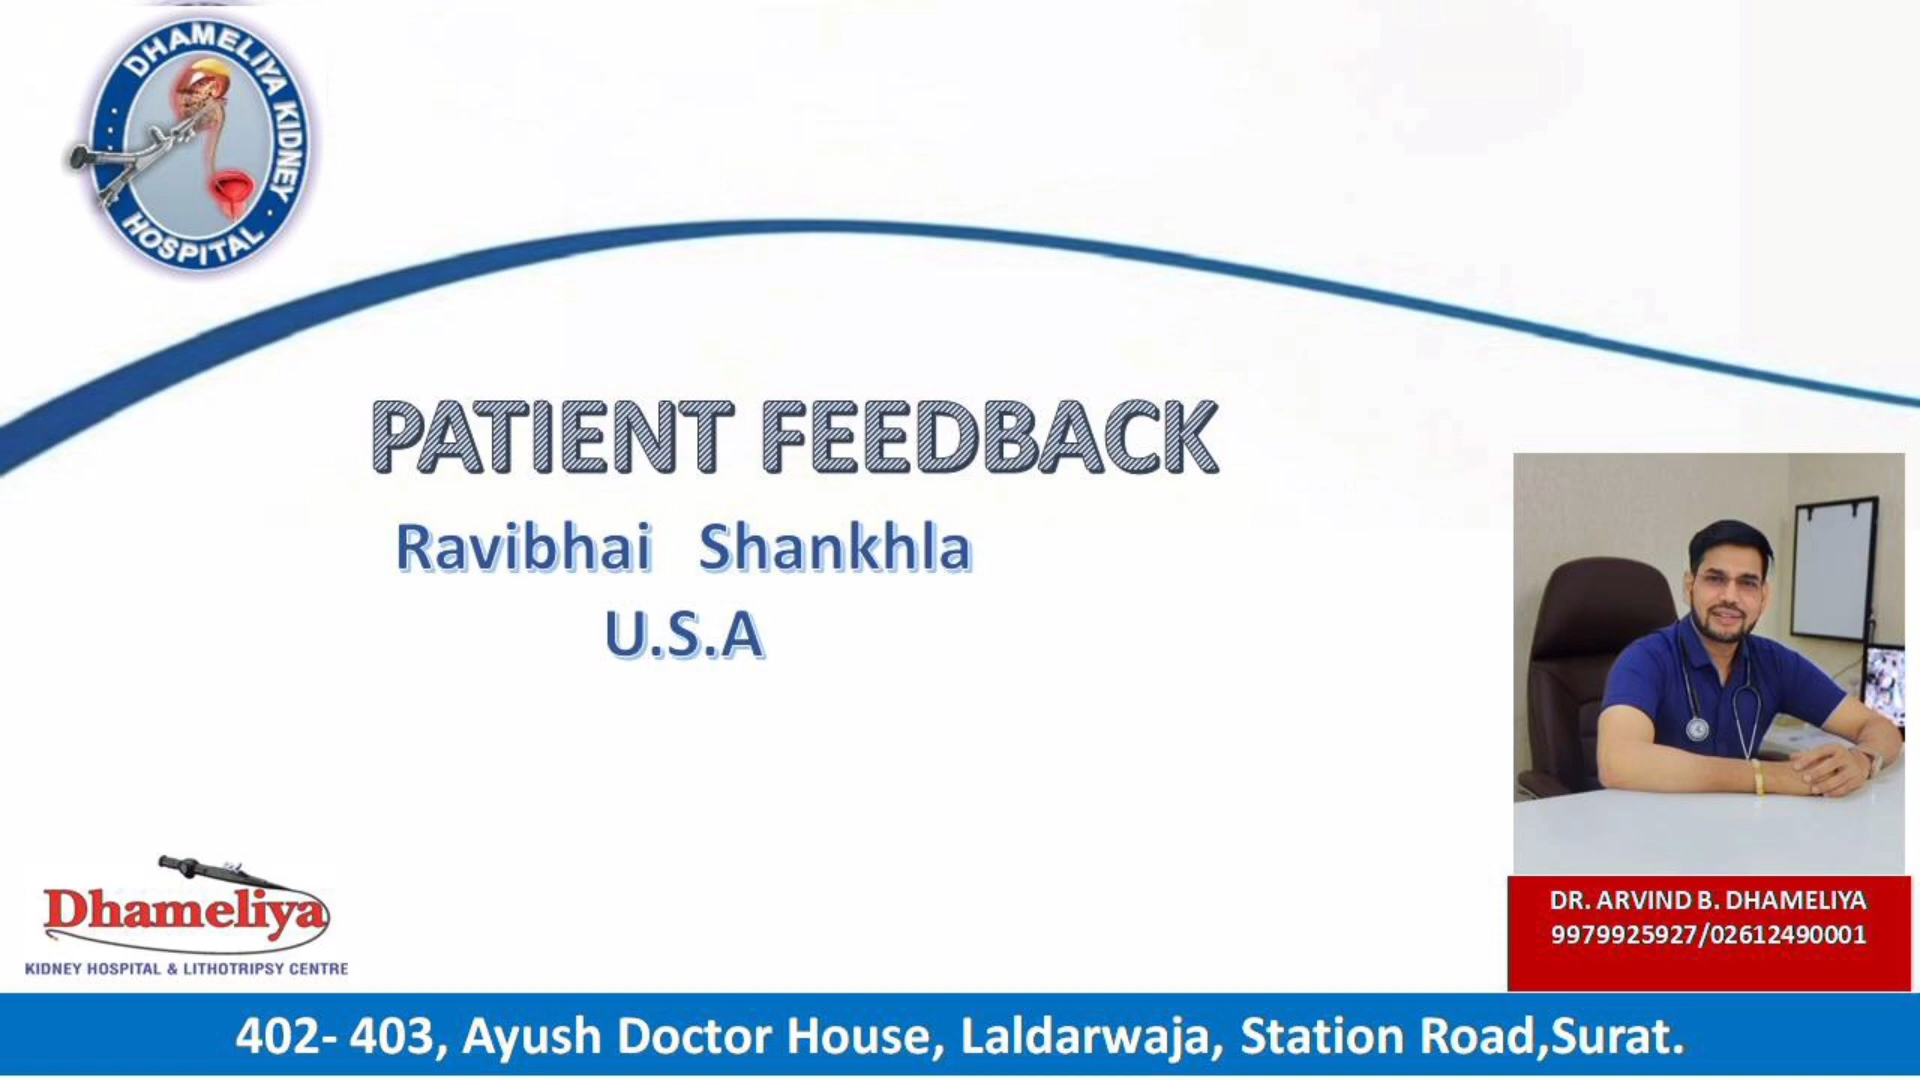 DHAMELIYA KIDNEY
HOSPITAL
PATIENT FEEDBACK
Ravibhai Shankhla
U.S.A
Dhameliya
KIDNEY HOSPITAL & LITHOTRIPSY CENTRE
DR. ARVIND B. DHAMELIYA
9979925927/02612490001
402- 403, Ayush Doctor House, Laldarwaja, Station Road,Surat.